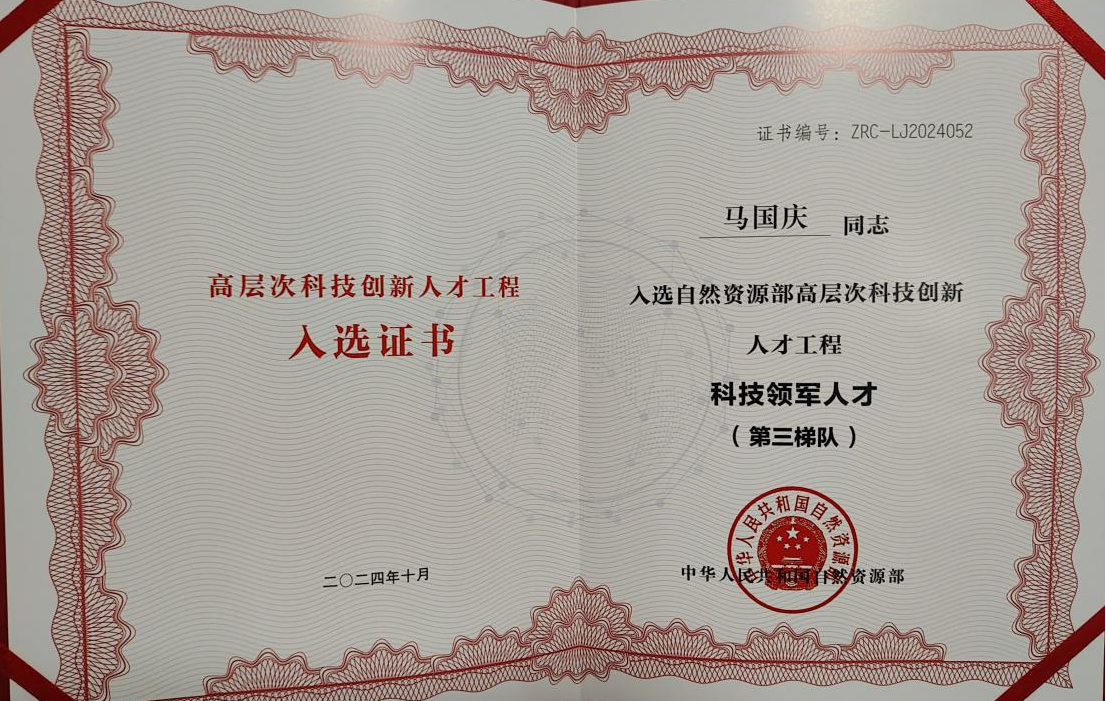 高层次科技创新人才工程
入选证书
二〇二四年十月
证书编号：ZRC-LJ2024052
马国庆 同志
入选自然资源部高层次科技创新
人才工程
科技领军人才
（第三梯队）
中华人民共和国自然资源部
中华人民共和国自然资源部